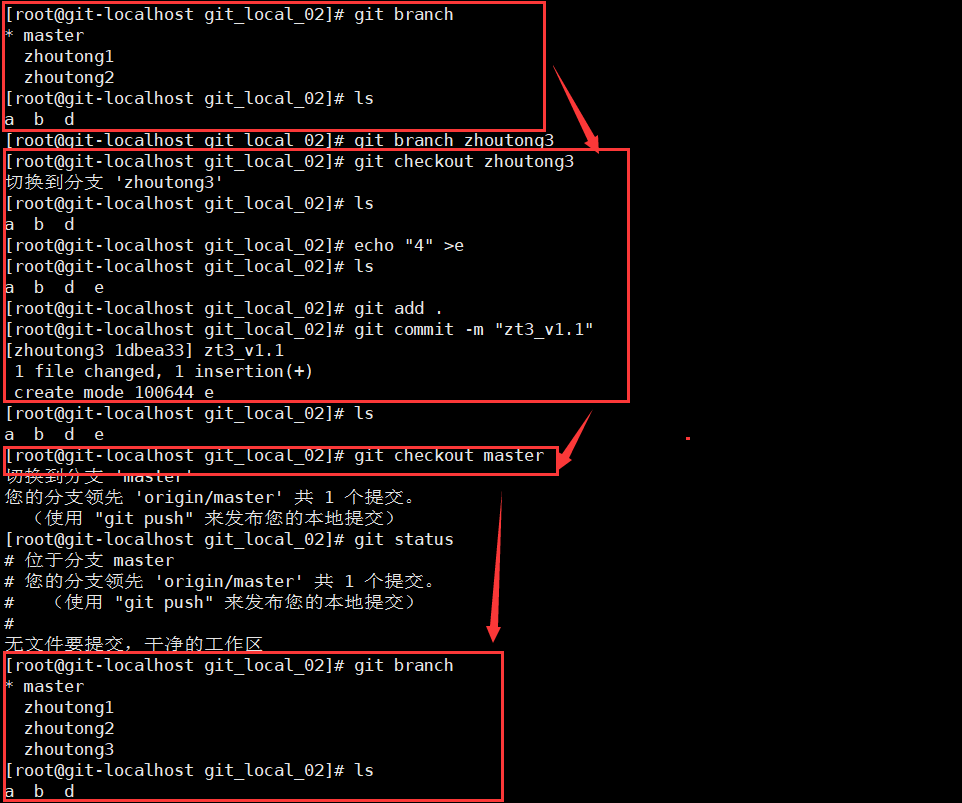 [root@git-localhost git_local_02]# git branch
* master
  zhoutong1
  zhoutong2
[root@git-localhost git_local_02]# ls
a  b  d
[root@git-localhost git_local_02]# git branch zhoutong3
[root@git-localhost git_local_02]# git checkout zhoutong3
切换到分支 'zhoutong3'
[root@git-localhost git_local_02]# ls
a  b  d
[root@git-localhost git_local_02]# echo "4" >e
[root@git-localhost git_local_02]# ls
a  b  d  e
[root@git-localhost git_local_02]# git add .
[root@git-localhost git_local_02]# git commit -m "zt3_v1.1"
[zhoutong3 1dbea33] zt3_v1.1
 1 file changed, 1 insertion(+)
 create mode 100644 e
[root@git-localhost git_local_02]# ls
a  b  d  e
[root@git-localhost git_local_02]# git checkout master
切换到分支 'master'
您的分支领先 'origin/master' 共 1 个提交。
  （使用 "git push" 来发布您的本地提交）
[root@git-localhost git_local_02]# git status
# 位于分支 master
# 您的分支领先 'origin/master' 共 1 个提交。
#   （使用 "git push" 来发布您的本地提交）
#
无文件要提交，干净的工作区
[root@git-localhost git_local_02]# git branch
* master
  zhoutong1
  zhoutong2
  zhoutong3
[root@git-localhost git_local_02]# ls
a  b  d